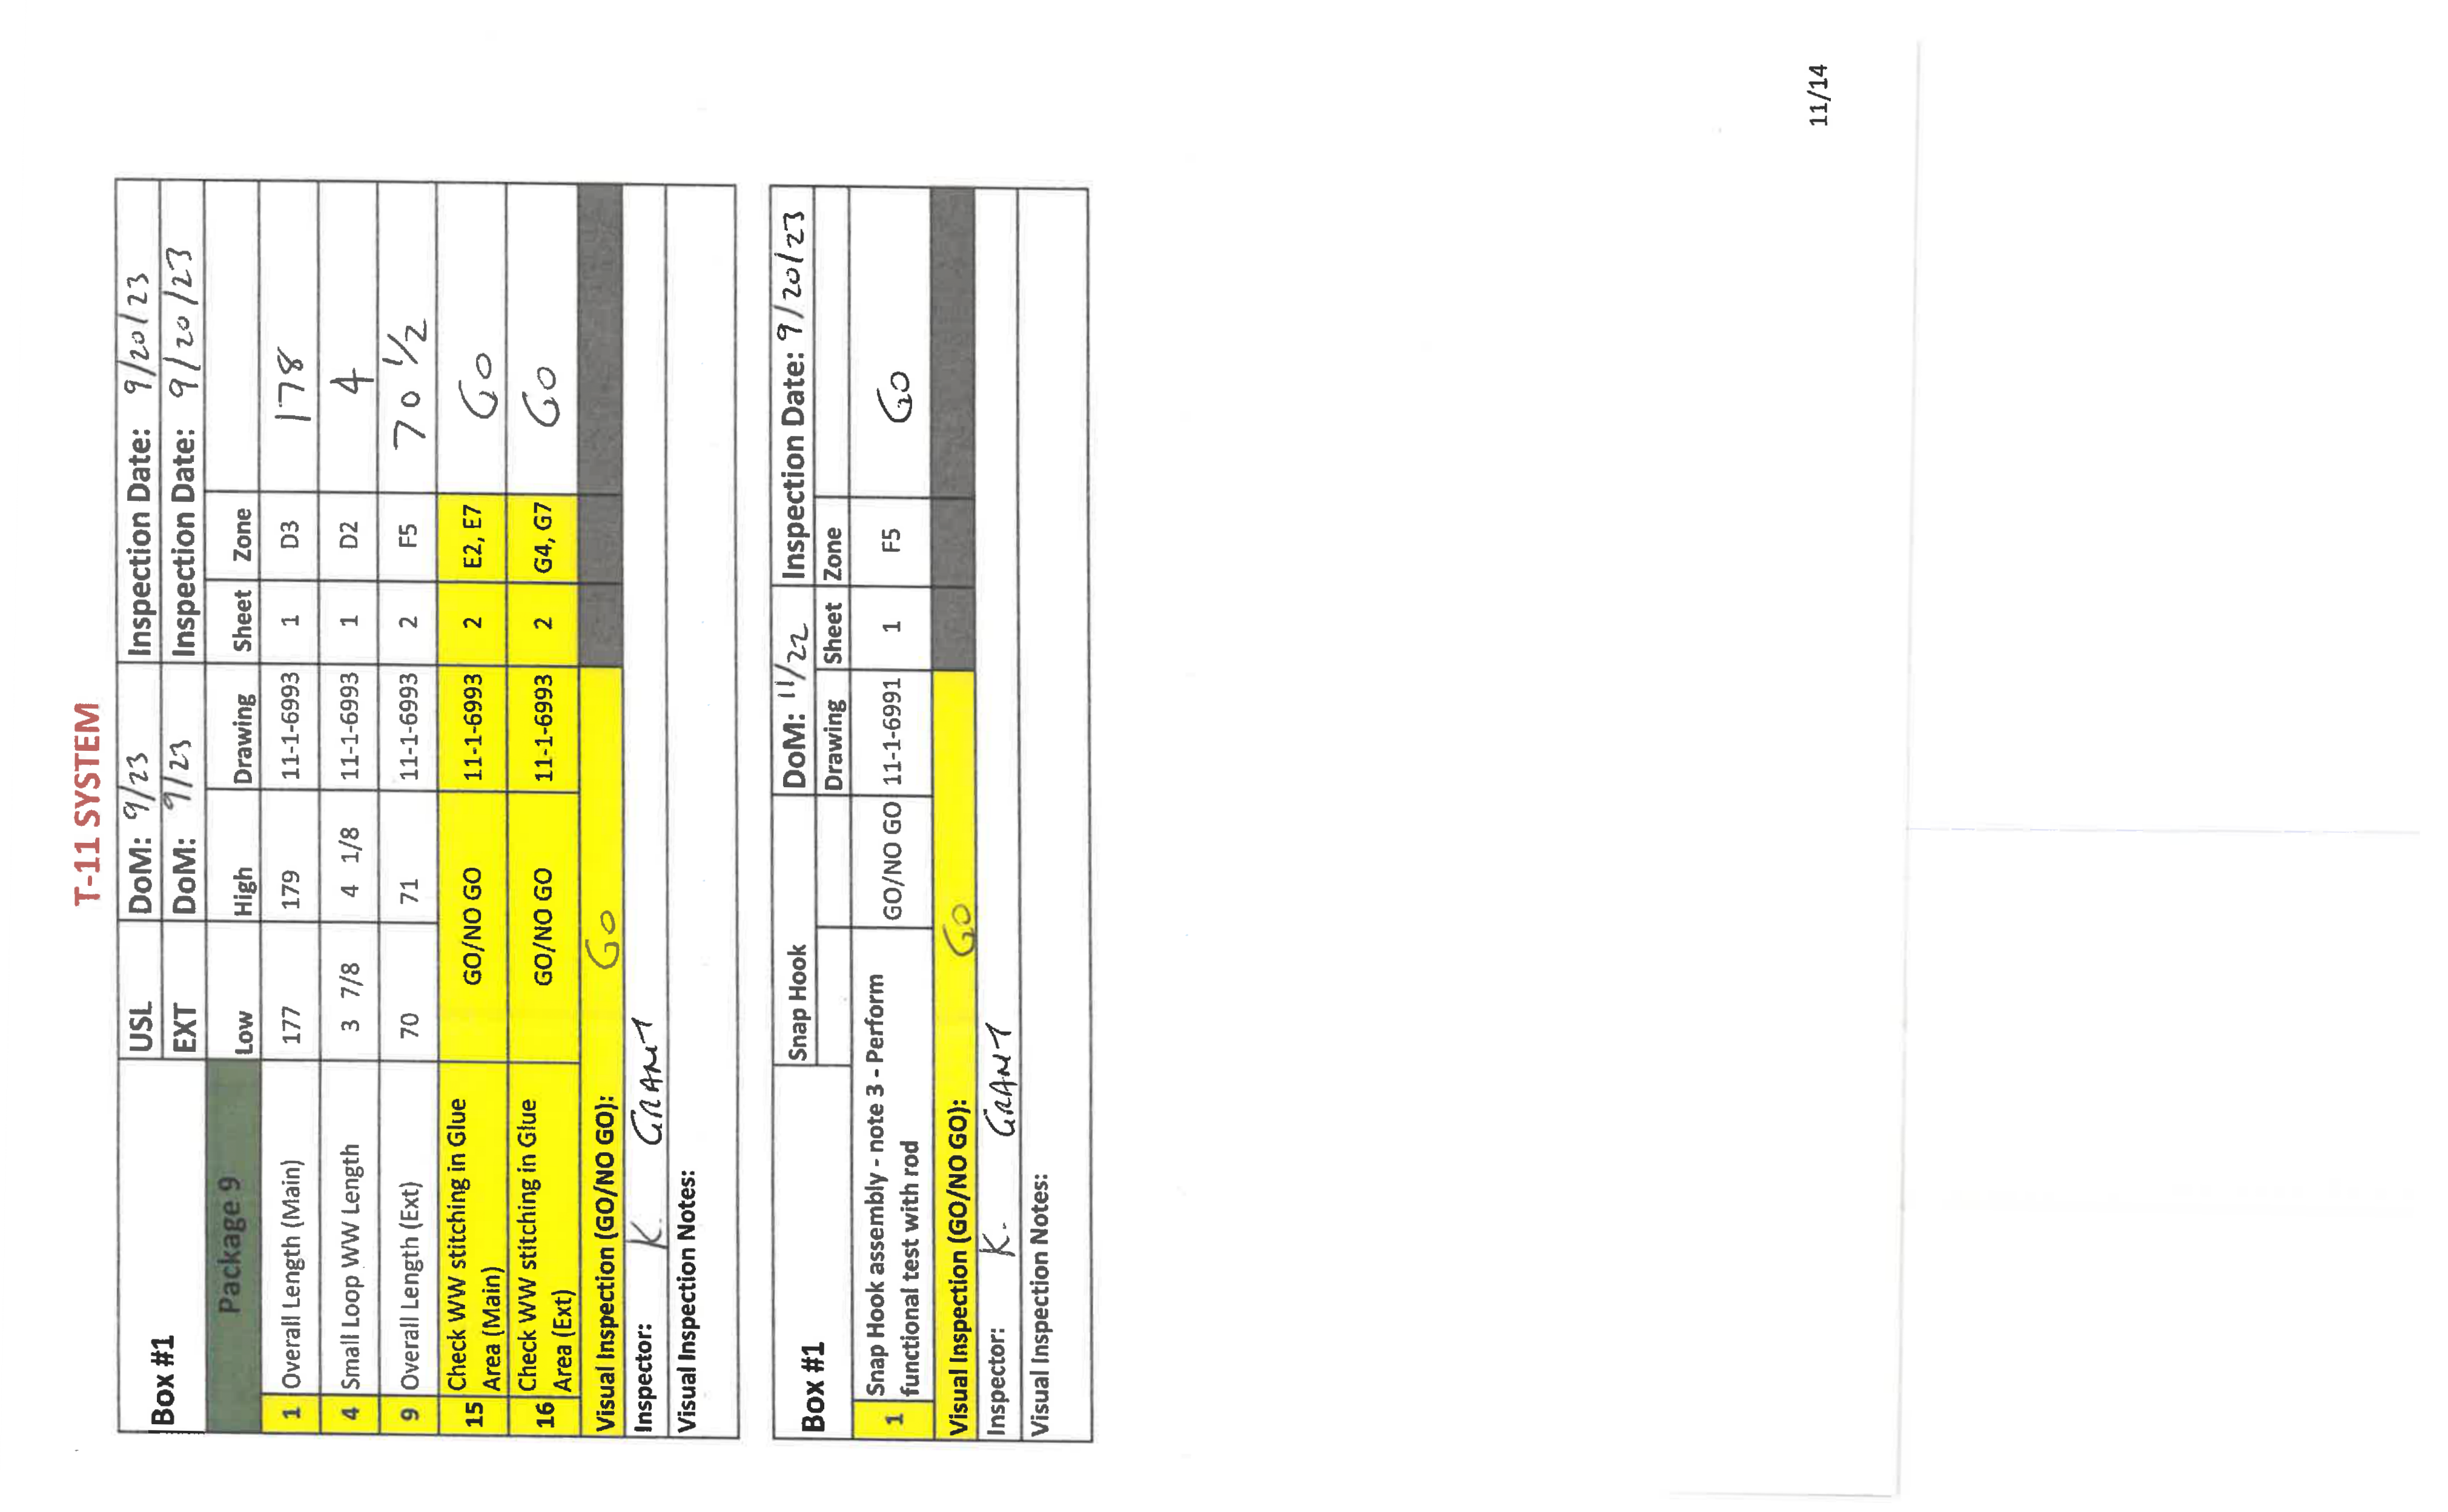 T-11 SYSTEM
Box #1 USL DoM: 9/23 Inspection Date: 9/20/23
EXT DoM: 9/23 Inspection Date: 9/20/23
Package 9 Low High Drawing Sheet Zone
1 Overall Length (Main) 177 179 11-1-6993 1 D3 178
4 Small Loop WW Length 3 7/8 4 1/8 11-1-6993 1 D2 4
9 Overall Length (Ext) 70 71 11-1-6993 2 F5 70 1/2
15 Check WW stitching in Glue
Area (Main) GO/NO GO 11-1-6993 2 E2, E7 GO
16 Check WW stitching in Glue
Area (Ext) GO/NO GO 11-1-6993 2 G4, G7 GO
Visual Inspection (GO/NO GO): GO
Inspector: K. GRANT
Visual Inspection Notes:
Box #1 Snap Hook DoM: 11/22 Inspection Date: 9/20/23
Drawing Sheet Zone
1 Snap Hook assembly - note 3 - Perform
functional test with rod GO/NO GO 11-1-6991 1 F5 GO
Visual Inspection (GO/NO GO): GO
Inspector: K. GRANT
Visual Inspection Notes:
11/14